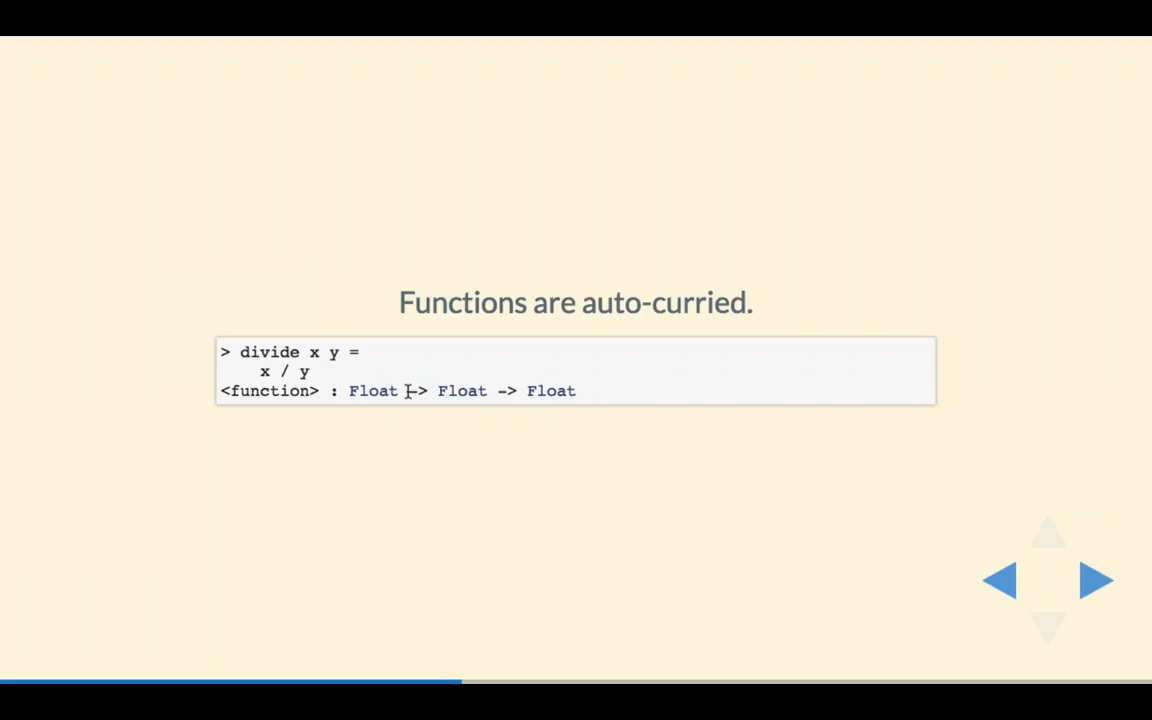 Functions are auto-curried.
> divide x y =
    x / y
<function> : Float -> Float -> Float